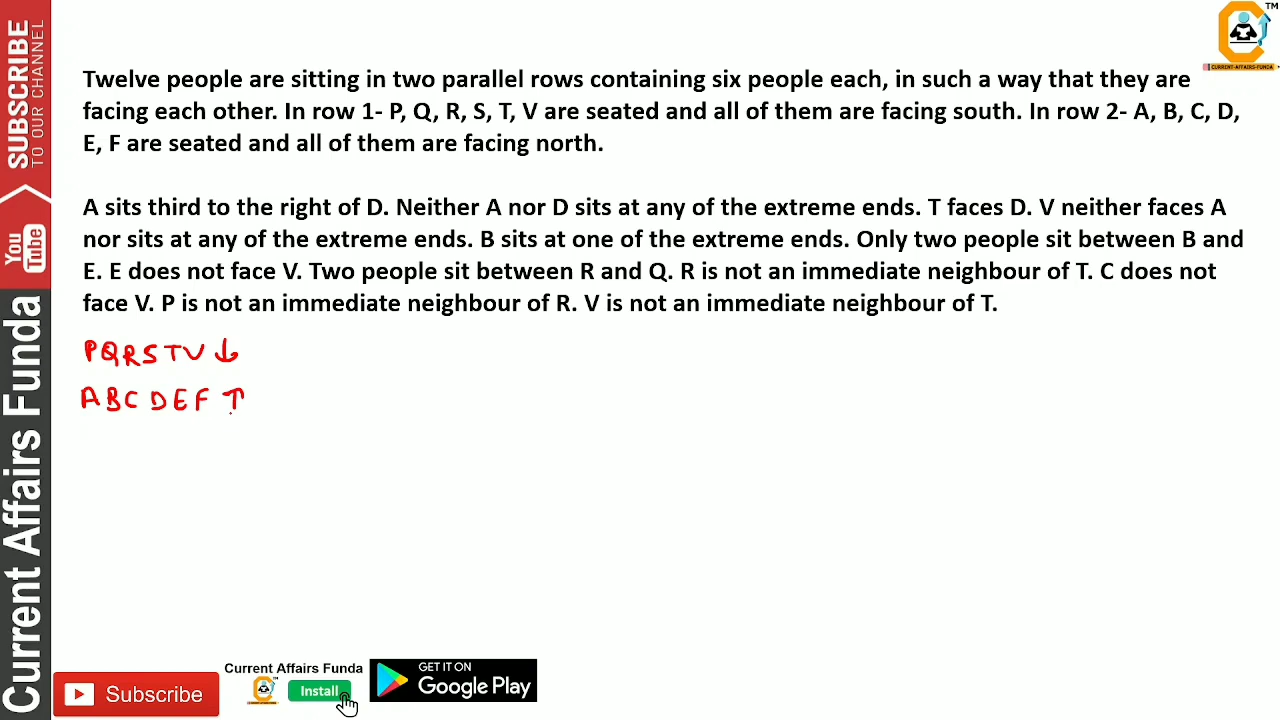 SUBSCRIBE
TO OUR CHANNEL
You
Tube
Current Affairs Funda
TM
CURRENT-AFFAIRS-FUNDA
Twelve people are sitting in two parallel rows containing six people each, in such a way that they are
facing each other. In row 1- P, Q, R, S, T, V are seated and all of them are facing south. In row 2- A, B, C, D,
E, F are seated and all of them are facing north.
A sits third to the right of D. Neither A nor D sits at any of the extreme ends. T faces D. V neither faces A
nor sits at any of the extreme ends. B sits at one of the extreme ends. Only two people sit between B and
E. E does not face V. Two people sit between R and Q. R is not an immediate neighbour of T. C does not
face V. P is not an immediate neighbour of R. V is not an immediate neighbour of T.
PQRSTV ↓
ABCDEF ↑
Subscribe
Current Affairs Funda
Install
GET IT ON
Google Play